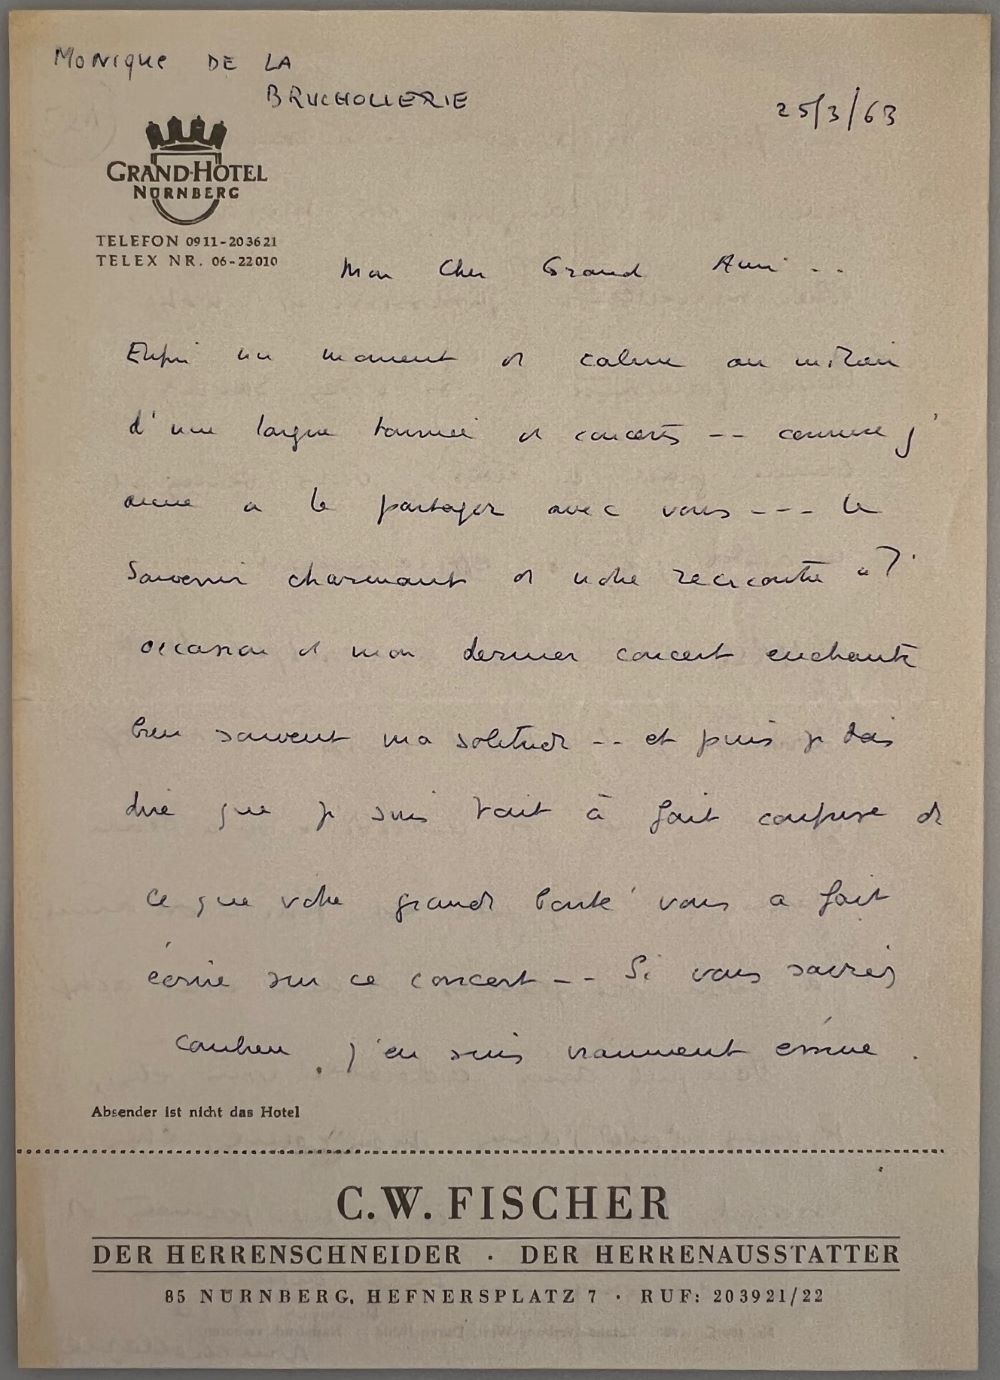 Monique DE LA
BRUCHOLLERIE
25/3/63
GRAND-HOTEL
NÜRNBERG
TELEFON 0911-203621
TELEX NR. 06-22010
Mon Cher Grand Ami ..
Enfin un moment de calme au milieu
d'une longue tournée de concerts -- comme j'
aime à le partager avec vous --- le
Souvenir charmant de notre rencontre à l'
occasion de mon dernier concert enchante
bien souvent ma solitude -- et puis je dois
dire que je suis tout à fait confuse de
ce que votre grande bonté vous a fait
écrire sur ce concert -- Si vous saviez
combien j'en suis vraiment émue .
Absender ist nicht das Hotel
C.W. FISCHER
DER HERRENSCHNEIDER · DER HERRENAUSSTATTER
85 NÜRNBERG, HEFNERSPLATZ 7 · RUF: 203921/22